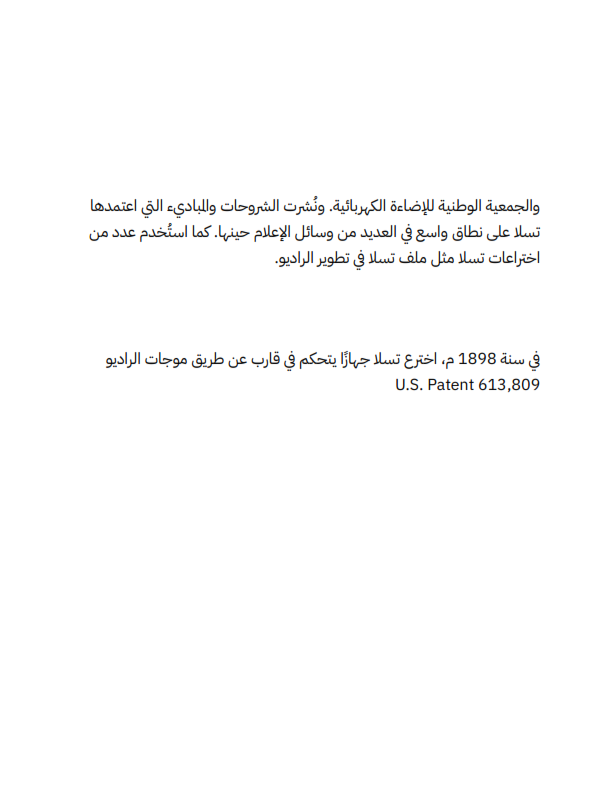 والجمعية الوطنية للإضاءة الكهربائية. ونُشرت الشروحات والمباديء التي اعتمدها
تسلا على نطاق واسع في العديد من وسائل الإعلام حينها. كما استُخدم عدد من
اختراعات تسلا مثل ملف تسلا في تطوير الراديو.
في سنة 1898 م، اخترع تسلا جهازًا يتحكم في قارب عن طريق موجات الراديو
U.S. Patent 613,809